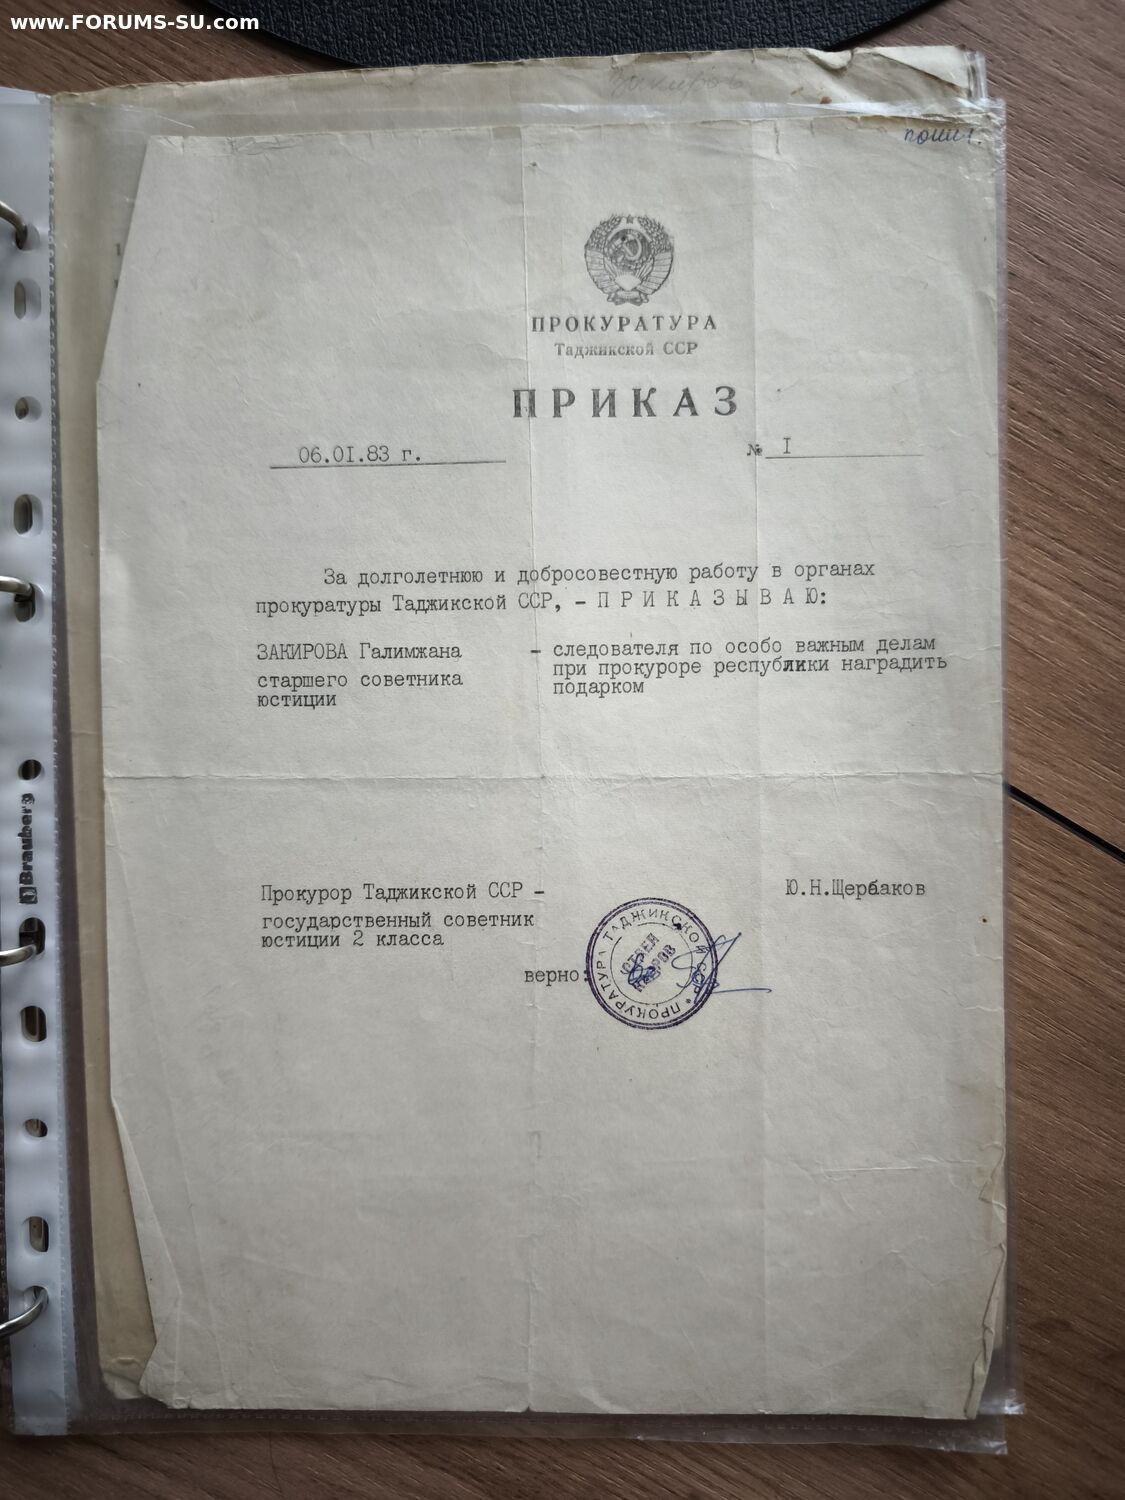 www.FORUMS-SU.com
ПРОКУРАТУРА
Таджикской ССР
ПРИКАЗ
06.01.83 г.
№ I
За долголетнюю и добросовестную работу в органах
прокуратуры Таджикской ССР, - П Р И К А З Ы В А Ю:
ЗАКИРОВА Галимжана
старшего советника
юстиции
- следователя по особо важным делам
при прокуроре республики наградить
подарком
Прокурор Таджикской ССР -
государственный советник
юстиции 2 класса
Ю.Н.Щербаков
верно:
ПРОКУРАТУРА ТАДЖИКСКОЙ ССР
Brauberg